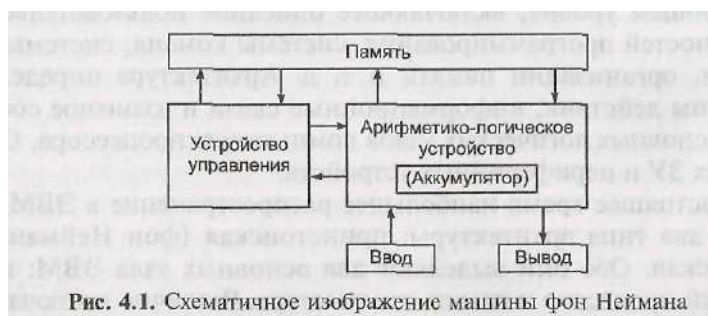 Память
Устройство
управления
Арифметико-логическое
устройство
(Аккумулятор)
Ввод
Вывод
Рис. 4.1. Схематичное изображение машины фон Неймана